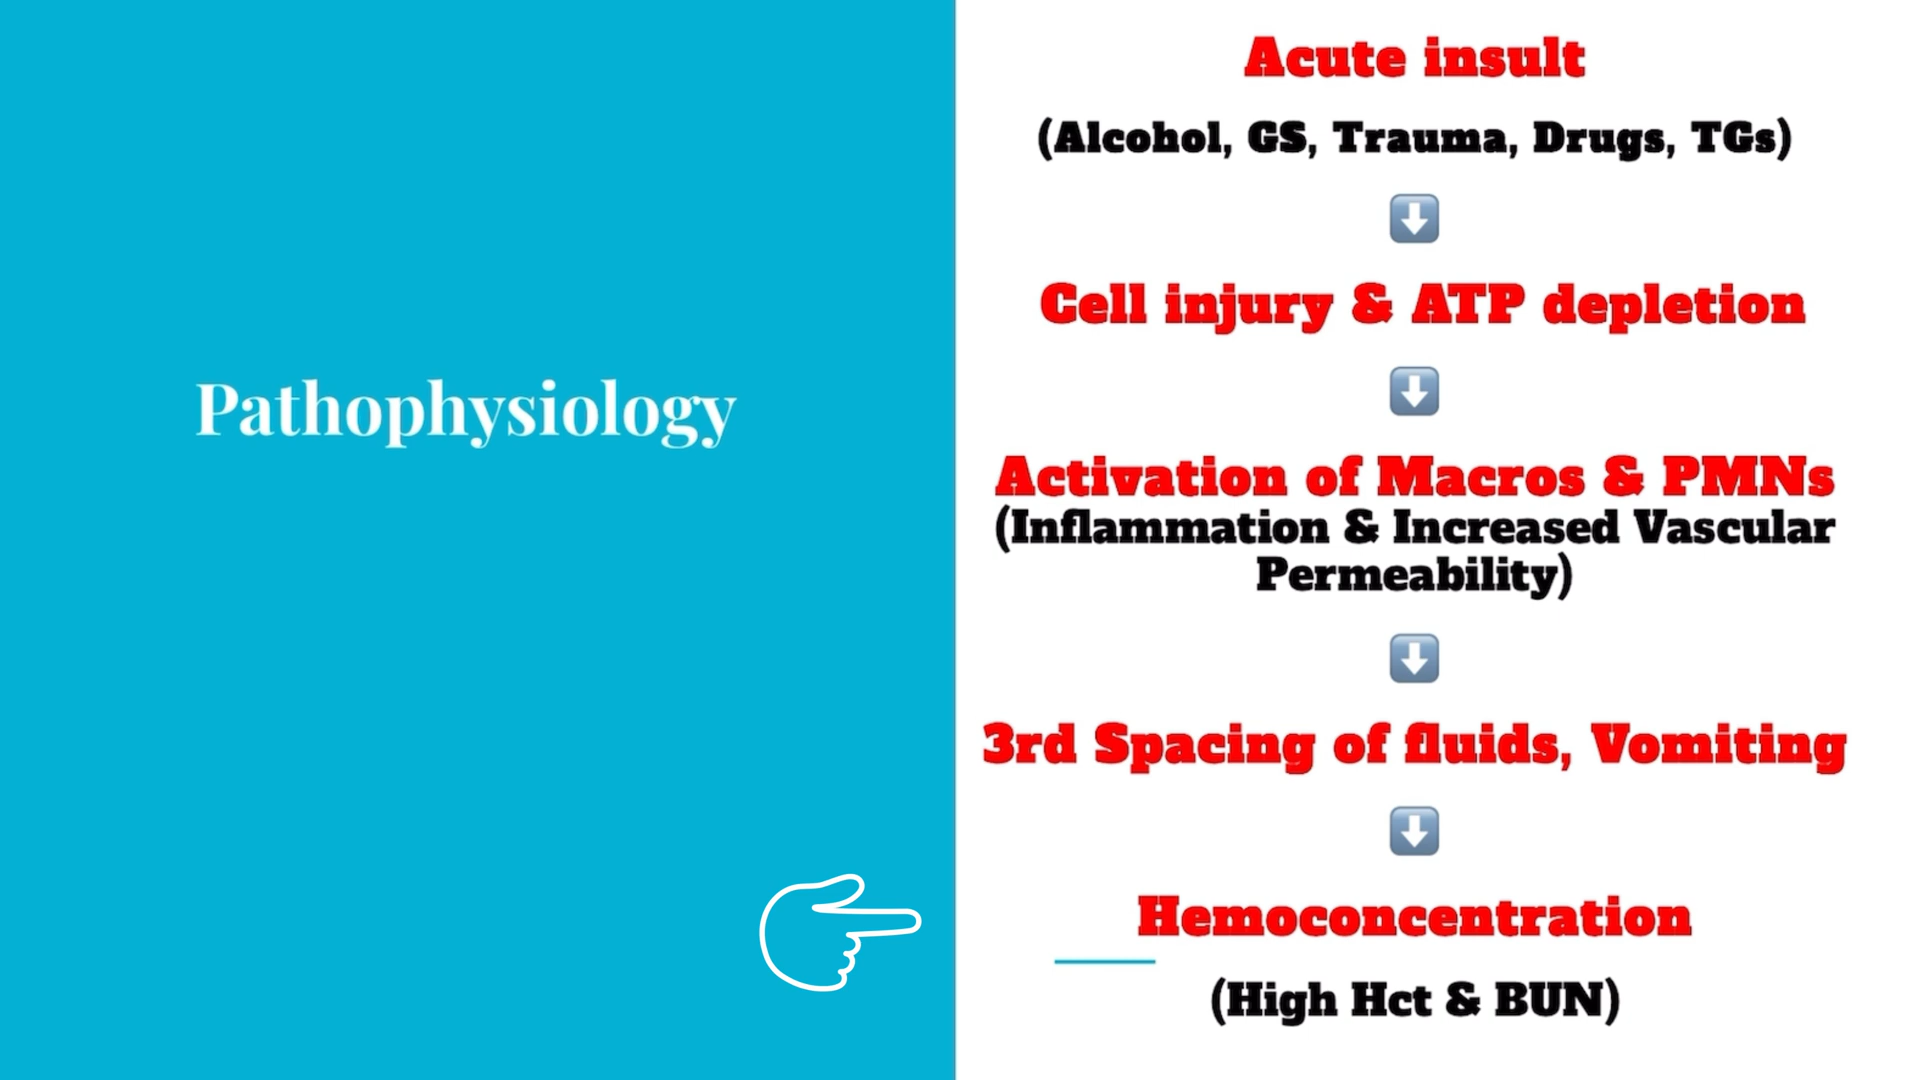 Pathophysiology
Acute insult
(Alcohol, GS, Trauma, Drugs, TGs)
Cell injury & ATP depletion
Activation of Macros & PMNs
(Inflammation & Increased Vascular
Permeability)
3rd Spacing of fluids, Vomiting
Hemoconcentration
(High Hct & BUN)